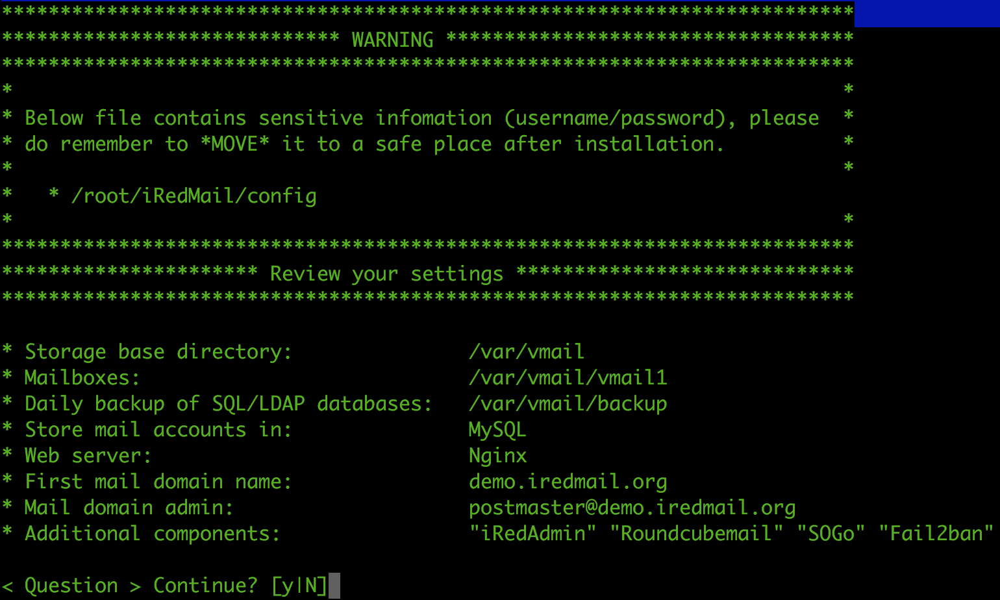 *************************************************************************
***************************** WARNING ***********************************
*************************************************************************
*                                                                       *
* Below file contains sensitive infomation (username/password), please  *
* do remember to *MOVE* it to a safe place after installation.          *
*                                                                       *
*   * /root/iRedMail/config
*                                                                       *
*************************************************************************
********************** Review your settings *****************************
*************************************************************************

* Storage base directory:               /var/vmail
* Mailboxes:                            /var/vmail/vmail1
* Daily backup of SQL/LDAP databases:   /var/vmail/backup
* Store mail accounts in:               MySQL
* Web server:                           Nginx
* First mail domain name:               demo.iredmail.org
* Mail domain admin:                    postmaster@demo.iredmail.org
* Additional components:                "iRedAdmin" "Roundcubemail" "SOGo" "Fail2ban"

< Question > Continue? [y|N]